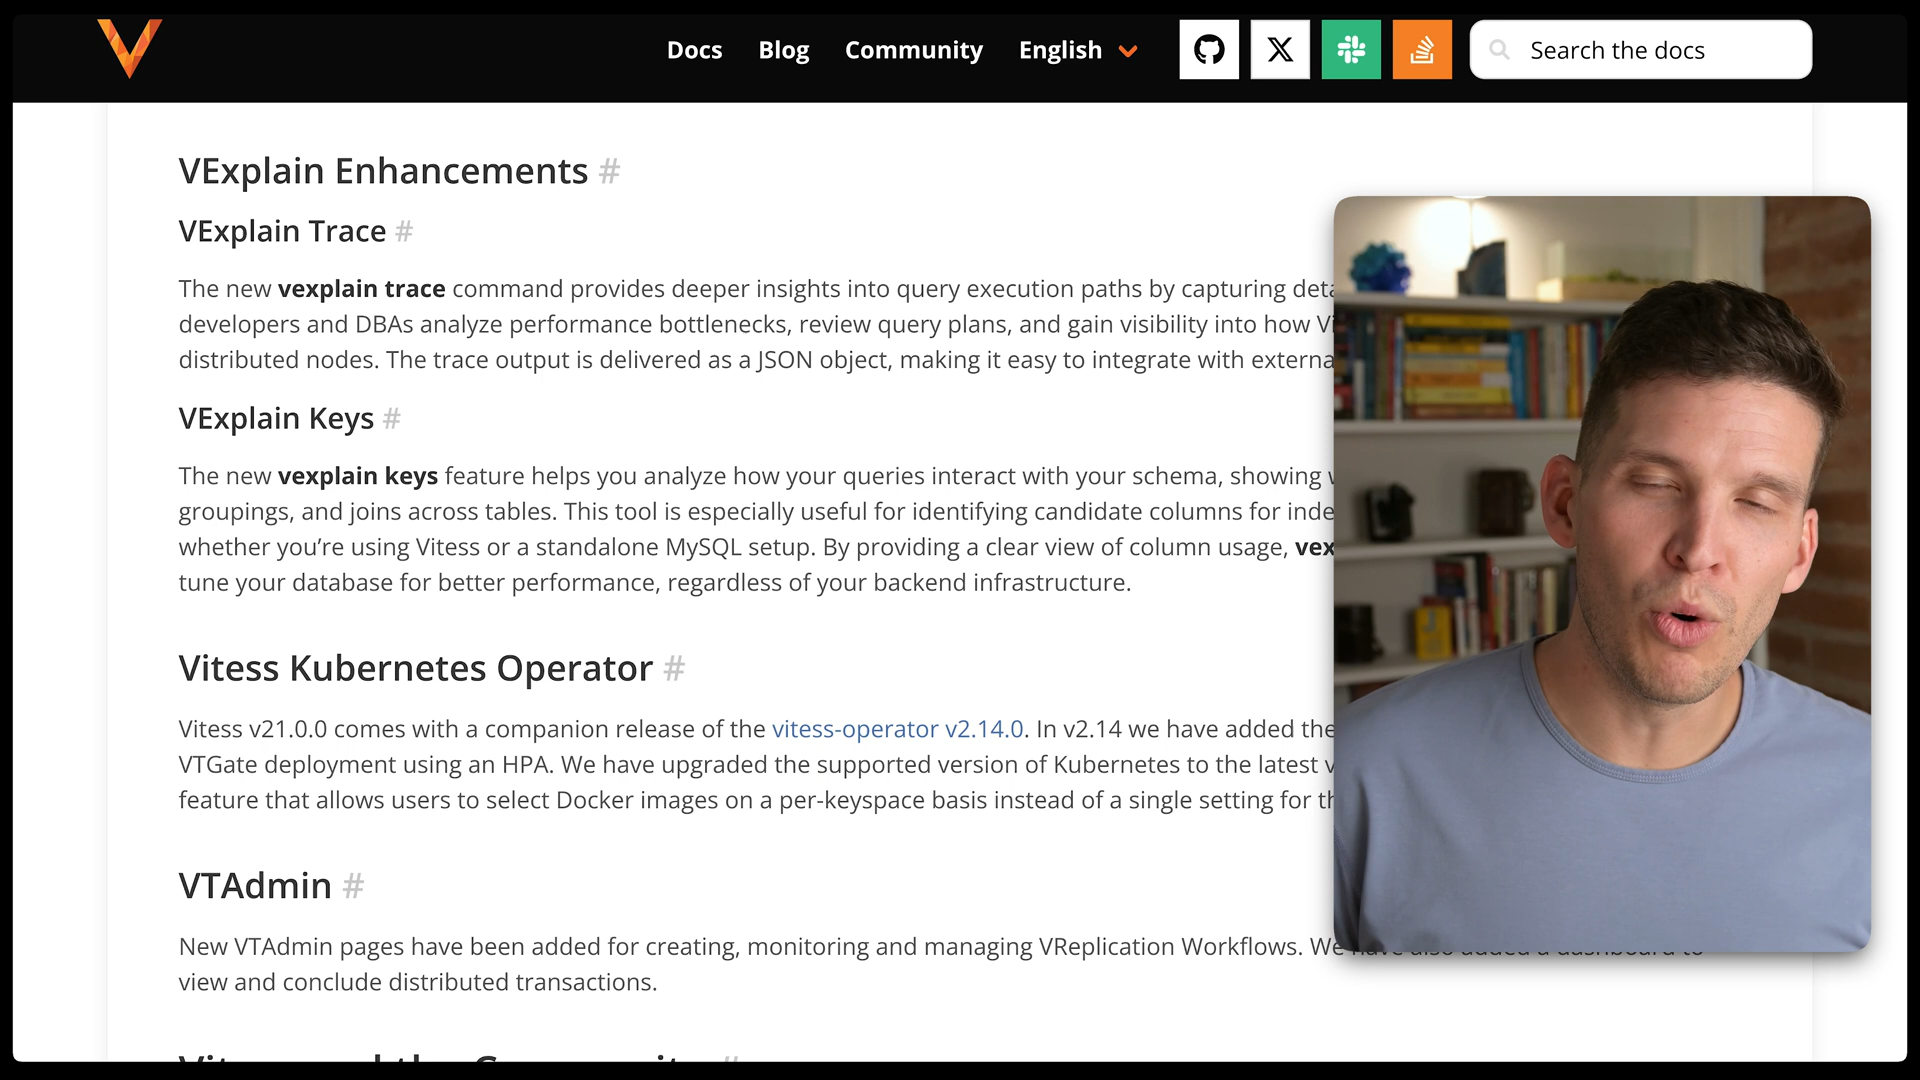 Docs Blog Community English Search the docs
VExplain Enhancements #
VExplain Trace #
The new vexplain trace command provides deeper insights into query execution paths by capturing
developers and DBAs analyze performance bottlenecks, review query plans, and gain visibility into how
distributed nodes. The trace output is delivered as a JSON object, making it easy to integrate with
VExplain Keys #
The new vexplain keys feature helps you analyze how your queries interact with your schema, showing
groupings, and joins across tables. This tool is especially useful for identifying candidate columns for
whether you’re using Vitess or a standalone MySQL setup. By providing a clear view of column usage,
tune your database for better performance, regardless of your backend infrastructure.
Vitess Kubernetes Operator #
Vitess v21.0.0 comes with a companion release of the vitess-operator v2.14.0. In v2.14 we have added the
VTGate deployment using an HPA. We have upgraded the supported version of Kubernetes to the latest
feature that allows users to select Docker images on a per-keyspace basis instead of a single setting for
VTAdmin #
New VTAdmin pages have been added for creating, monitoring and managing VReplication Workflows. We have also added a dashboard to
view and conclude distributed transactions.